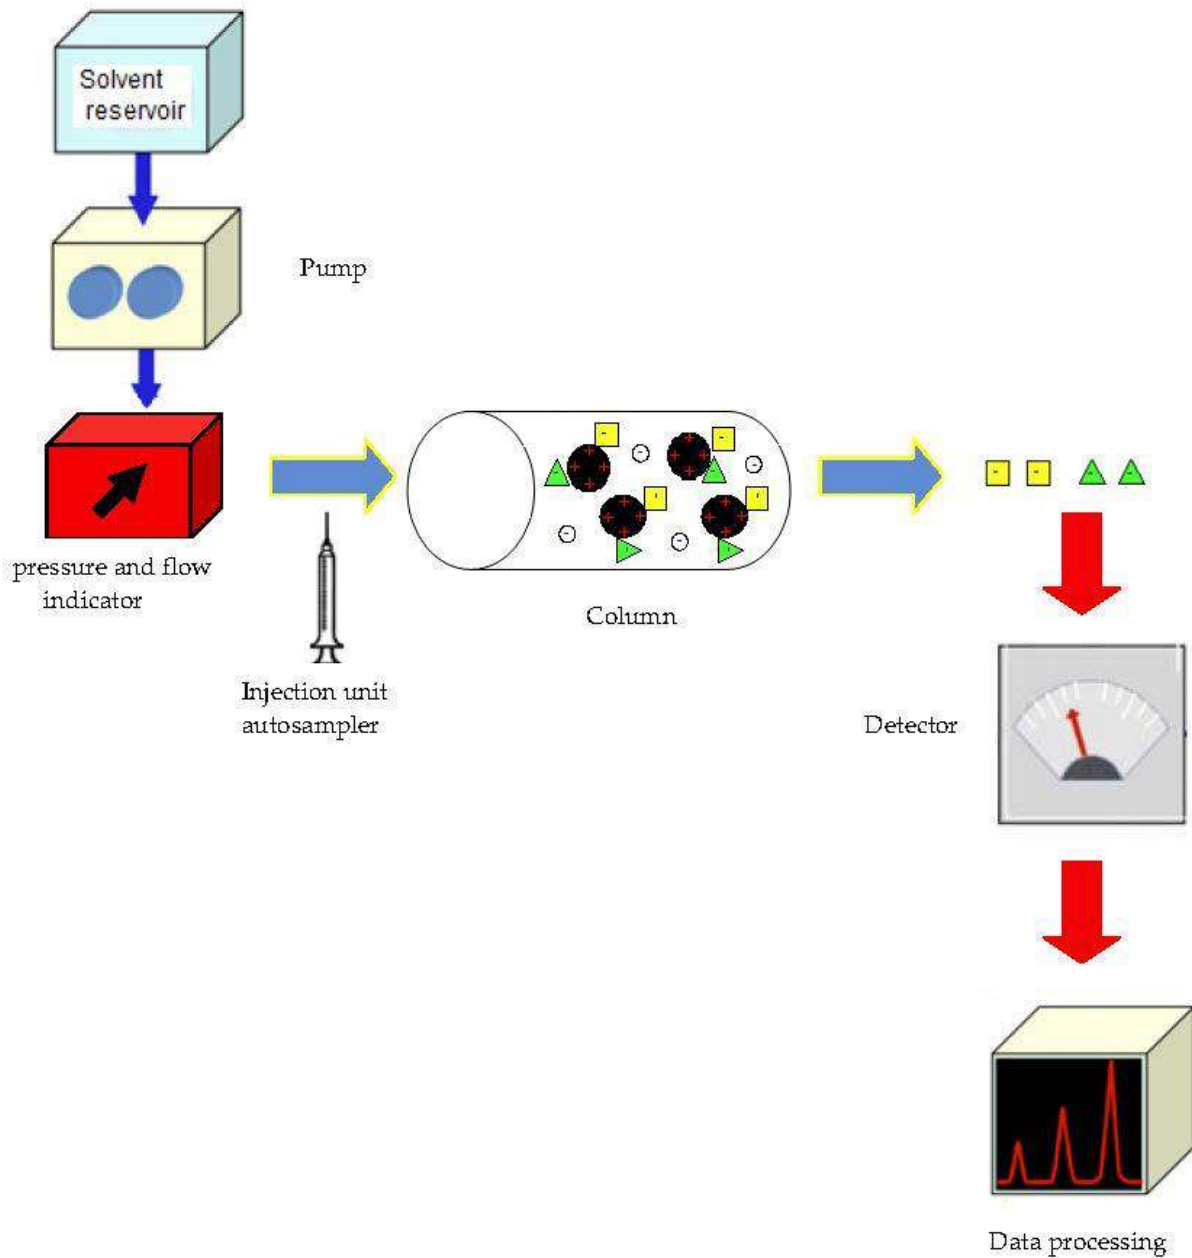 Solvent
reservoir
Pump
pressure and flow
indicator
Injection unit
autosampler
Column
Detector
Data processing